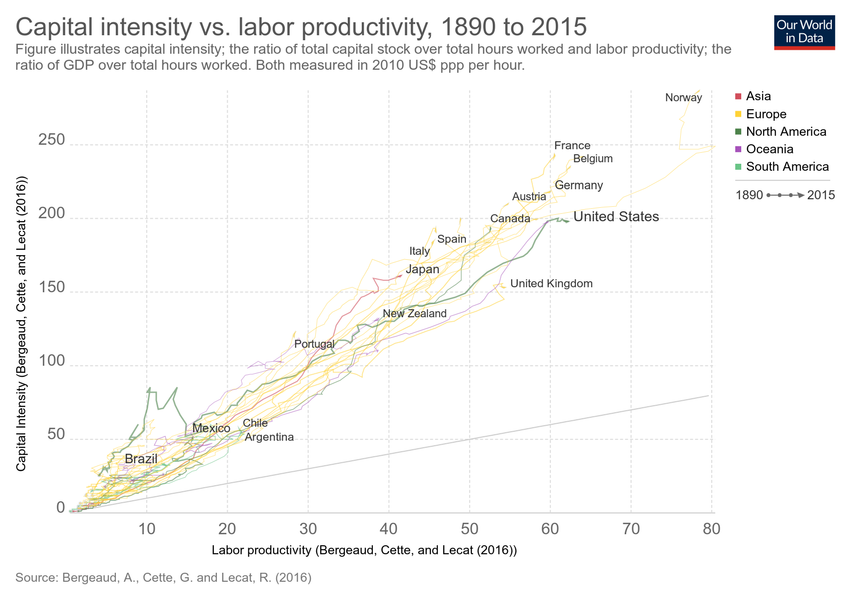 Capital intensity vs. labor productivity, 1890 to 2015
Figure illustrates capital intensity; the ratio of total capital stock over total hours worked and labor productivity; the
ratio of GDP over total hours worked. Both measured in 2010 US$ ppp per hour.
Our World
in Data
Asia
Europe
North America
Oceania
South America
1890
2015
Capital Intensity (Bergeaud, Cette, and Lecat (2016))
250
200
150
100
50
0
Norway
France
Belgium
Germany
Austria
Canada
United States
Spain
Italy
Japan
United Kingdom
New Zealand
Portugal
Mexico
Chile
Argentina
Brazil
10
20
30
40
50
60
70
80
Labor productivity (Bergeaud, Cette, and Lecat (2016))
Source: Bergeaud, A., Cette, G. and Lecat, R. (2016)